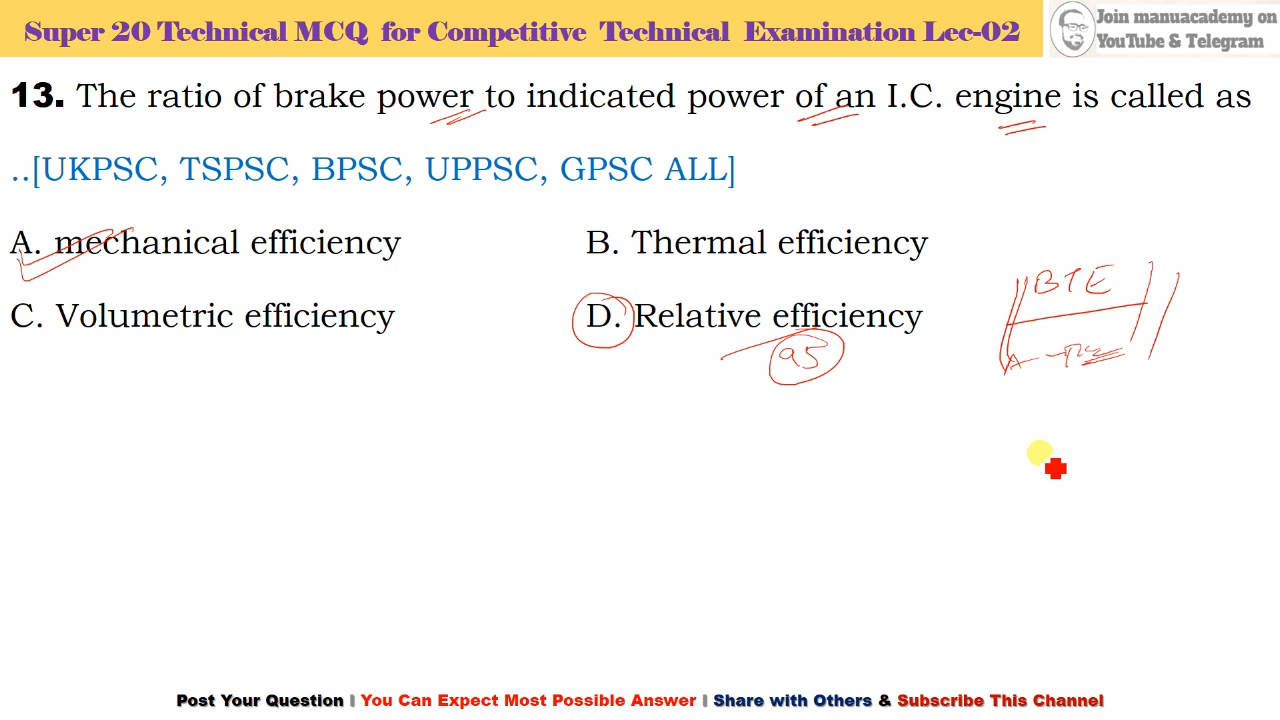 Super 20 Technical MCQ for Competitive Technical Examination Lec-02
Join manuacademy on
YouTube & Telegram
13. The ratio of brake power to indicated power of an I.C. engine is called as
..[UKPSC, TSPSC, BPSC, UPPSC, GPSC ALL]
A. mechanical efficiency
B. Thermal efficiency
C. Volumetric efficiency
D. Relative efficiency
BTE
95
Post Your Question | You Can Expect Most Possible Answer | Share with Others & Subscribe This Channel